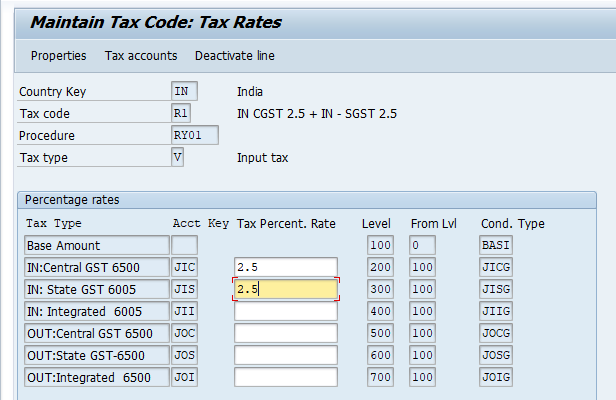 Maintain Tax Code: Tax Rates
Properties Tax accounts Deactivate line
Country Key IN India
Tax code R1 IN CGST 2.5 + IN - SGST 2.5
Procedure RY01
Tax type V Input tax
Percentage rates
Tax Type Acct Key Tax Percent. Rate Level From Lvl Cond. Type
Base Amount 100 0 BASI
IN:Central GST 6500 JIC 2.5 200 100 JICG
IN: State GST 6005 JIS 2.5 300 100 JISG
IN: Integrated 6005 JII 400 100 JIIG
OUT:Central GST 6500 JOC 500 100 JOCG
OUT:State GST-6500 JOS 600 100 JOSG
OUT:Integrated 6500 JOI 700 100 JOIG